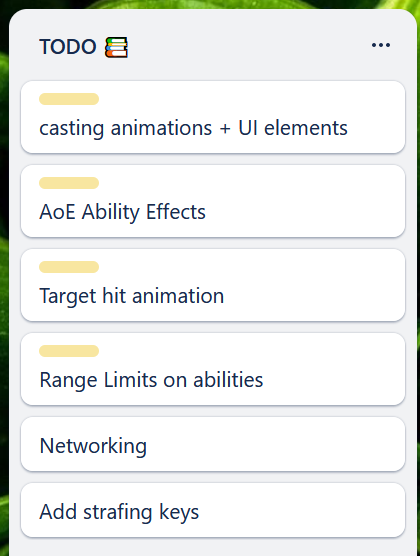 TODO 📚
casting animations + UI elements
AoE Ability Effects
Target hit animation
Range Limits on abilities
Networking
Add strafing keys